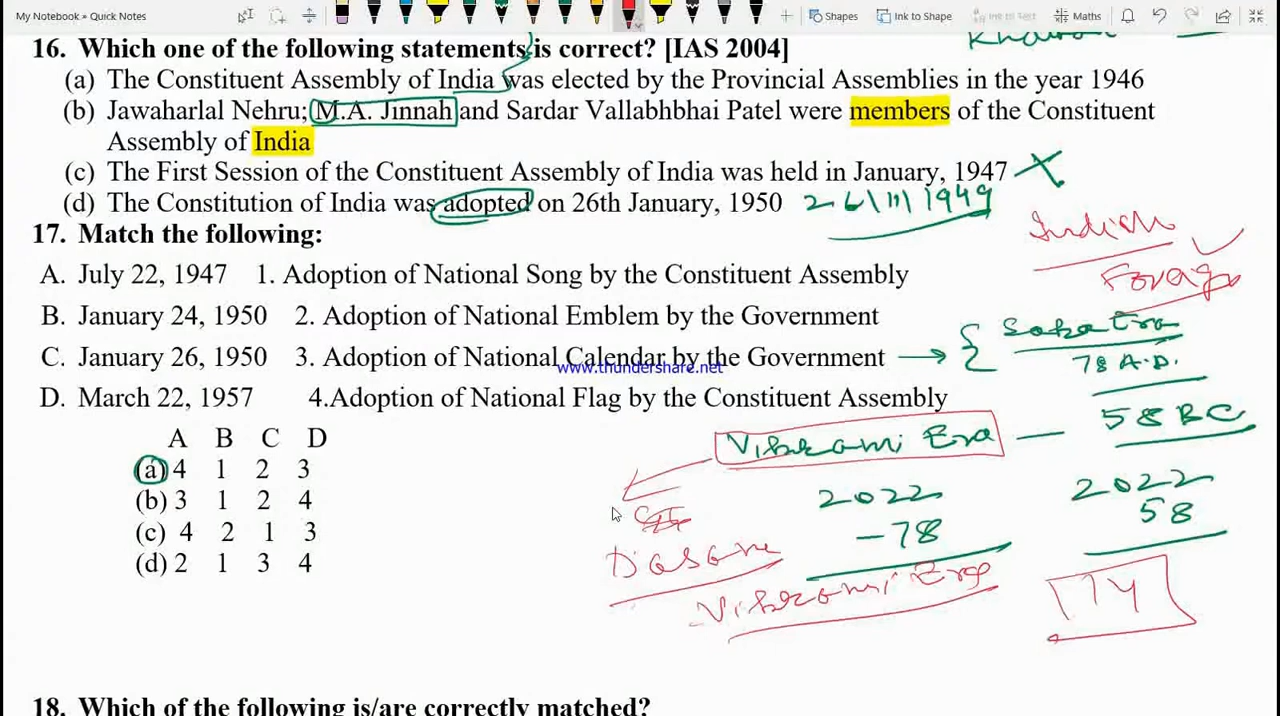 My Notebook » Quick Notes
Shapes
Ink to Shape
Ink to Text
Maths
16. Which one of the following statements is correct? [IAS 2004]
(a) The Constituent Assembly of India was elected by the Provincial Assemblies in the year 1946
(b) Jawaharlal Nehru; M.A. Jinnah and Sardar Vallabhbhai Patel were members of the Constituent
Assembly of India
(c) The First Session of the Constituent Assembly of India was held in January, 1947
(d) The Constitution of India was adopted on 26th January, 1950 26/11/1949
17. Match the following:
Indian
A. July 22, 1947 1. Adoption of National Song by the Constituent Assembly
B. January 24, 1950 2. Adoption of National Emblem by the Government
Saka Era
C. January 26, 1950 3. Adoption of National Calendar by the Government
78 A.D.
www.thundershare.net
D. March 22, 1957 4.Adoption of National Flag by the Constituent Assembly
58 BC
A B C D
Vikrami Era
(a) 4 1 2 3
(b) 3 1 2 4
2022
2022
(c) 4 2 1 3
-78
58
(d) 2 1 3 4
Vikrami Era
18. Which of the following is/are correctly matched?